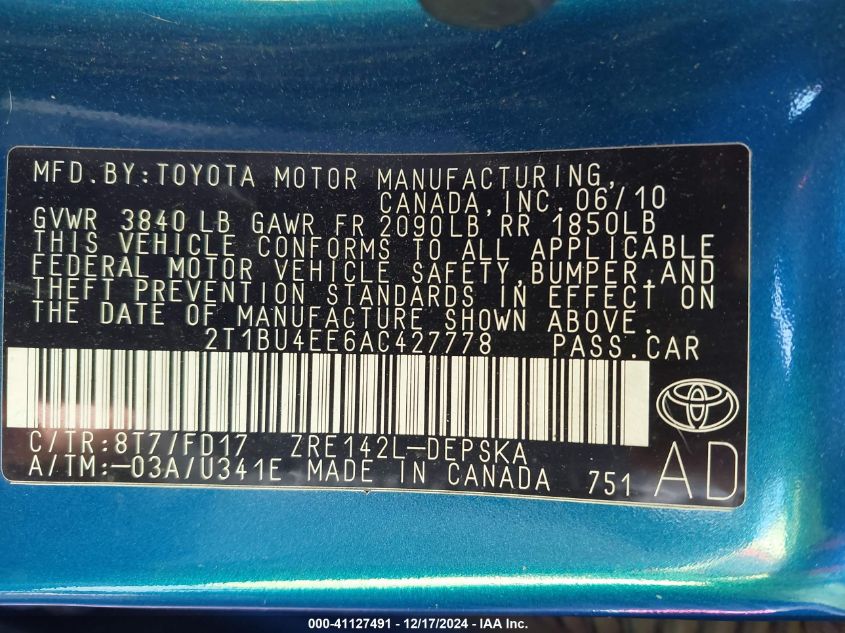 MFD.BY:TOYOTA MOTOR MANUFACTURING,
CANADA,INC. 06/10
GVWR 3840 LB GAWR FR 2090LB RR 1850LB
THIS VEHICLE CONFORMS TO ALL APPLICABLE
FEDERAL MOTOR VEHICLE SAFETY,BUMPER,AND
THEFT PREVENTION STANDARDS IN EFFECT ON
THE DATE OF MANUFACTURE SHOWN ABOVE.
2T1BU4EE6AC427778 PASS.CAR
C/TR:8T7/FD17 ZRE142L-DEPSKA
A/TM:-03A/U341E MADE IN CANADA 751 AD
000-41127491 - 12/17/2024 - IAA Inc.